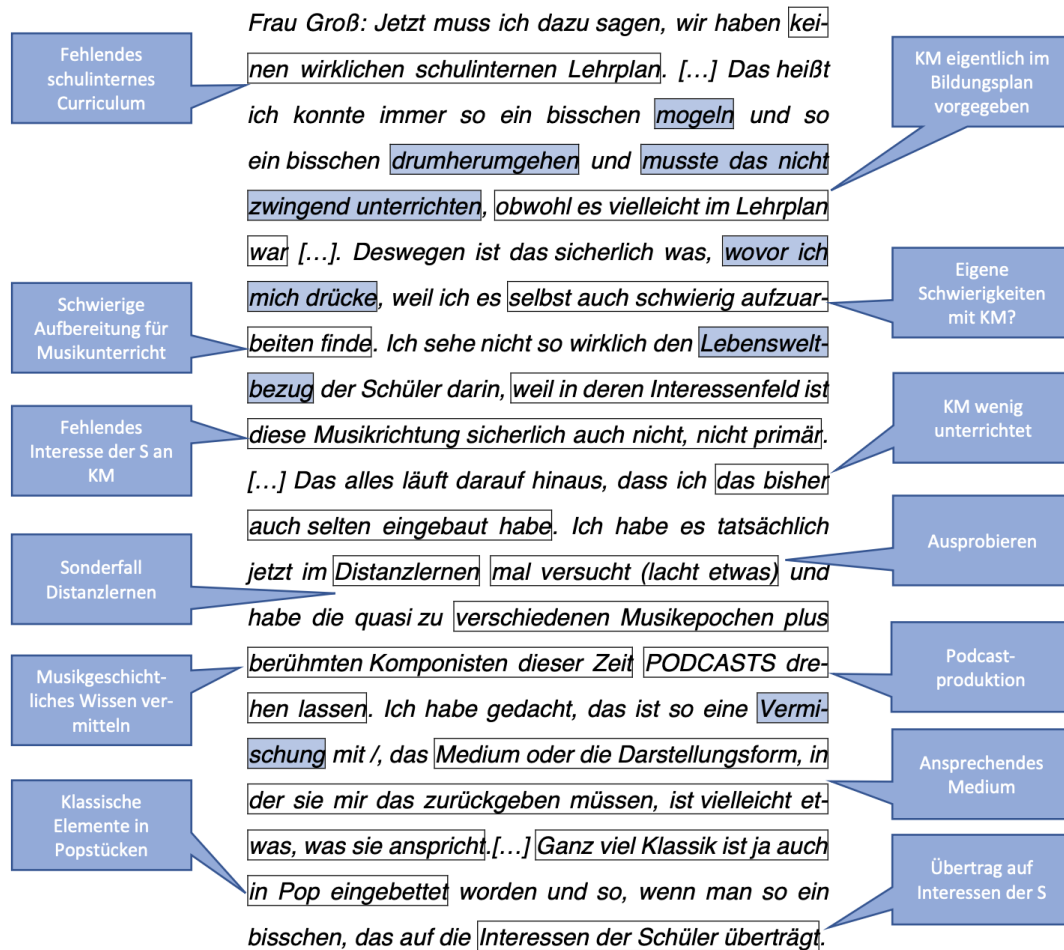 Frau Groß: Jetzt muss ich dazu sagen, wir haben kei-
nen wirklichen schulinternen Lehrplan. […] Das heißt
ich konnte immer so ein bisschen mogeln und so
ein bisschen drumherumgehen und musste das nicht
zwingend unterrichten, obwohl es vielleicht im Lehrplan
war […]. Deswegen ist das sicherlich was, wovor ich
mich drücke, weil ich es selbst auch schwierig aufzuar-
beiten finde. Ich sehe nicht so wirklich den Lebenswelt-
bezug der Schüler darin, weil in deren Interessenfeld ist
diese Musikrichtung sicherlich auch nicht, nicht primär.
[…] Das alles läuft darauf hinaus, dass ich das bisher
auch selten eingebaut habe. Ich habe es tatsächlich
jetzt im Distanzlernen mal versucht (lacht etwas) und
habe die quasi zu verschiedenen Musikepochen plus
berühmten Komponisten dieser Zeit PODCASTS dre-
hen lassen. Ich habe gedacht, das ist so eine Vermi-
schung mit /, das Medium oder die Darstellungsform, in
der sie mir das zurückgeben müssen, ist vielleicht et-
was, was sie anspricht.[…] Ganz viel Klassik ist ja auch
in Pop eingebettet worden und so, wenn man so ein
bisschen, das auf die Interessen der Schüler überträgt.
Fehlendes
schulinternes
Curriculum
Schwierige
Aufbereitung für
Musikunterricht
Fehlendes
Interesse der S an
KM
Sonderfall
Distanzlernen
Musikgeschicht-
liches Wissen ver-
mitteln
Klassische
Elemente in
Popstücken
KM eigentlich im
Bildungsplan
vorgegeben
Eigene
Schwierigkeiten
mit KM?
KM wenig
unterrichtet
Ausprobieren
Podcast-
produktion
Ansprechendes
Medium
Übertrag auf
Interessen der S